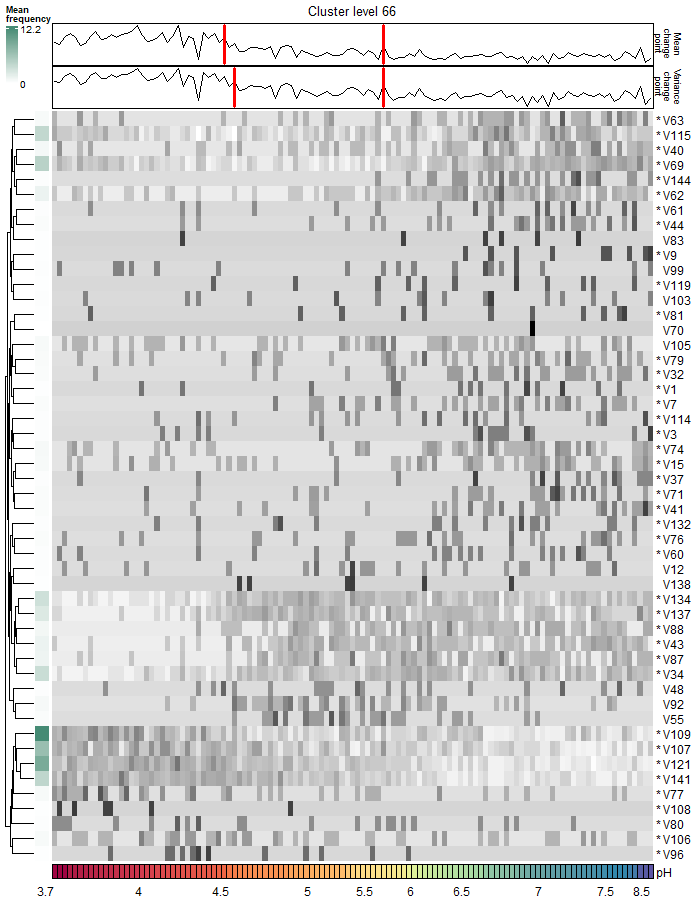 Mean
frequency
12.2
0
Cluster level 66
Mean
change
point
Variance
change
point
* V63
* V115
* V40
* V69
* V144
* V62
* V61
* V44
V83
* V9
V99
* V119
V103
* V81
V70
V105
* V79
* V32
* V1
* V7
* V114
* V3
* V74
* V15
* V37
* V71
* V41
* V132
* V76
* V60
V12
V138
* V134
* V137
* V88
* V43
* V87
* V34
V48
V92
V55
* V109
* V107
* V121
* V141
* V77
* V108
* V80
* V106
* V96
pH
3.7 4 4.5 5 5.5 6 6.5 7 7.5 8.5